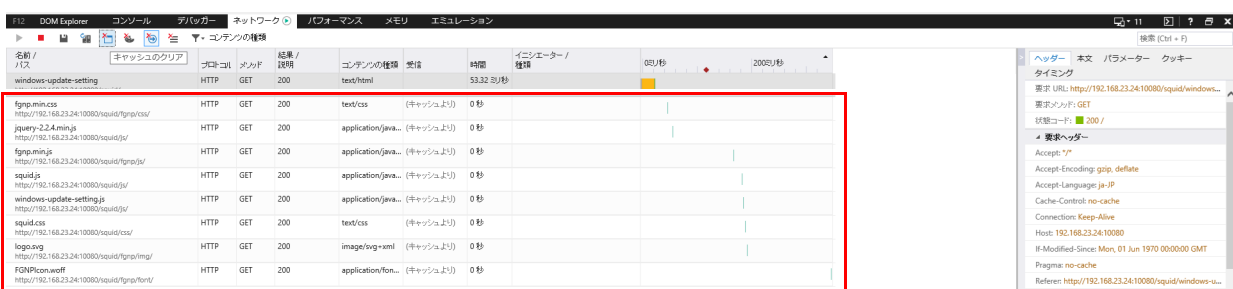 F12 DOM Explorer コンソール デバッガー ネットワーク パフォーマンス メモリ エミュレーション 11 ?
コンテンツの種類 検索 (Ctrl + F)
キャッシュのクリア
名前 / パス プロトコル メソッド 結果 / 説明 コンテンツの種類 受信 時間 イニシエーター / 種類 0ミリ秒 200ミリ秒
windows-update-setting HTTP GET 200 text/html 53.32 ミリ秒
fgnp.min.css HTTP GET 200 text/css (キャッシュより) 0 秒
http://192.168.23.24:10080/squid/fgnp/css/
jquery-2.2.4.min.js HTTP GET 200 application/java... (キャッシュより) 0 秒
http://192.168.23.24:10080/squid/js/
fgnp.min.js HTTP GET 200 application/java... (キャッシュより) 0 秒
http://192.168.23.24:10080/squid/fgnp/js/
squid.js HTTP GET 200 application/java... (キャッシュより) 0 秒
http://192.168.23.24:10080/squid/js/
windows-update-setting.js HTTP GET 200 application/java... (キャッシュより) 0 秒
http://192.168.23.24:10080/squid/js/
squid.css HTTP GET 200 text/css (キャッシュより) 0 秒
http://192.168.23.24:10080/squid/css/
logo.svg HTTP GET 200 image/svg+xml (キャッシュより) 0 秒
http://192.168.23.24:10080/squid/fgnp/img/
FGNPIcon.woff HTTP GET 200 application/fon... (キャッシュより) 0 秒
http://192.168.23.24:10080/squid/fgnp/font/
ヘッダー 本文 パラメーター クッキー
タイミング
要求 URL: http://192.168.23.24:10080/squid/windows...
要求メソッド: GET
状態コード: 200 /
要求ヘッダー
Accept: */*
Accept-Encoding: gzip, deflate
Accept-Language: ja-JP
Cache-Control: no-cache
Connection: Keep-Alive
Host: 192.168.23.24:10080
If-Modified-Since: Mon, 01 Jun 1970 00:00:00 GMT
Pragma: no-cache
Referer: http://192.168.23.24:10080/squid/windows-u...